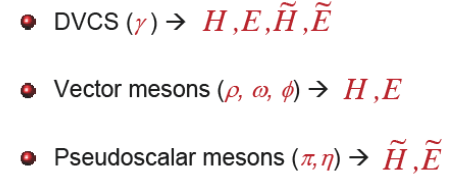 DVCS (γ) → H ,E,H̃,Ẽ
Vector mesons (ρ, ω, ϕ) → H ,E
Pseudoscalar mesons (π,η) → H̃ ,Ẽ